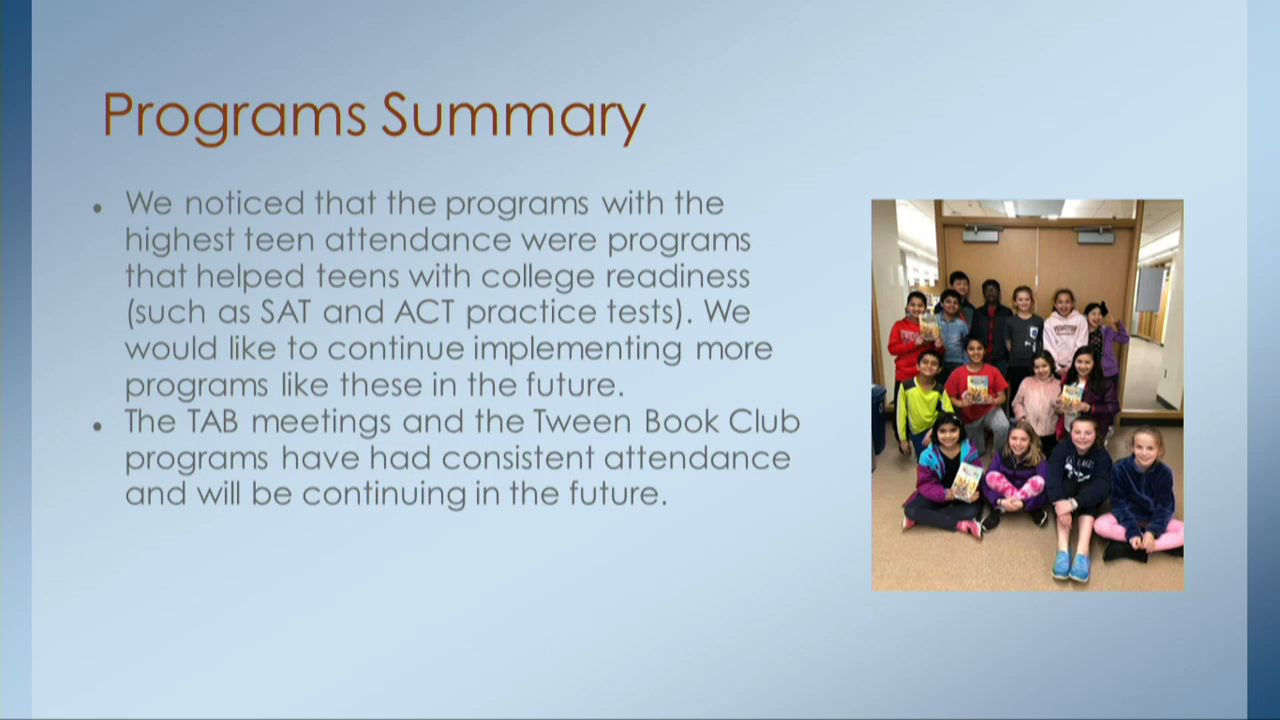 Programs Summary
• We noticed that the programs with the
highest teen attendance were programs
that helped teens with college readiness
(such as SAT and ACT practice tests). We
would like to continue implementing more
programs like these in the future.
• The TAB meetings and the Tween Book Club
programs have had consistent attendance
and will be continuing in the future.